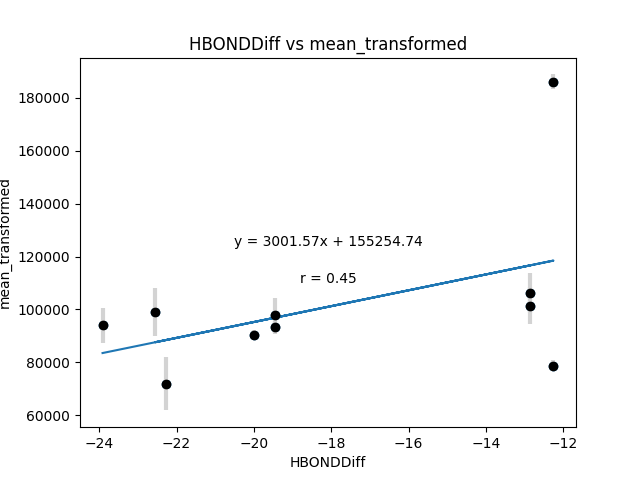 HBONDDiff vs mean_transformed
mean_transformed
180000
160000
140000
120000
100000
80000
60000
y = 3001.57x + 155254.74
r = 0.45
−24
−22
−20
−18
−16
−14
−12
HBONDDiff